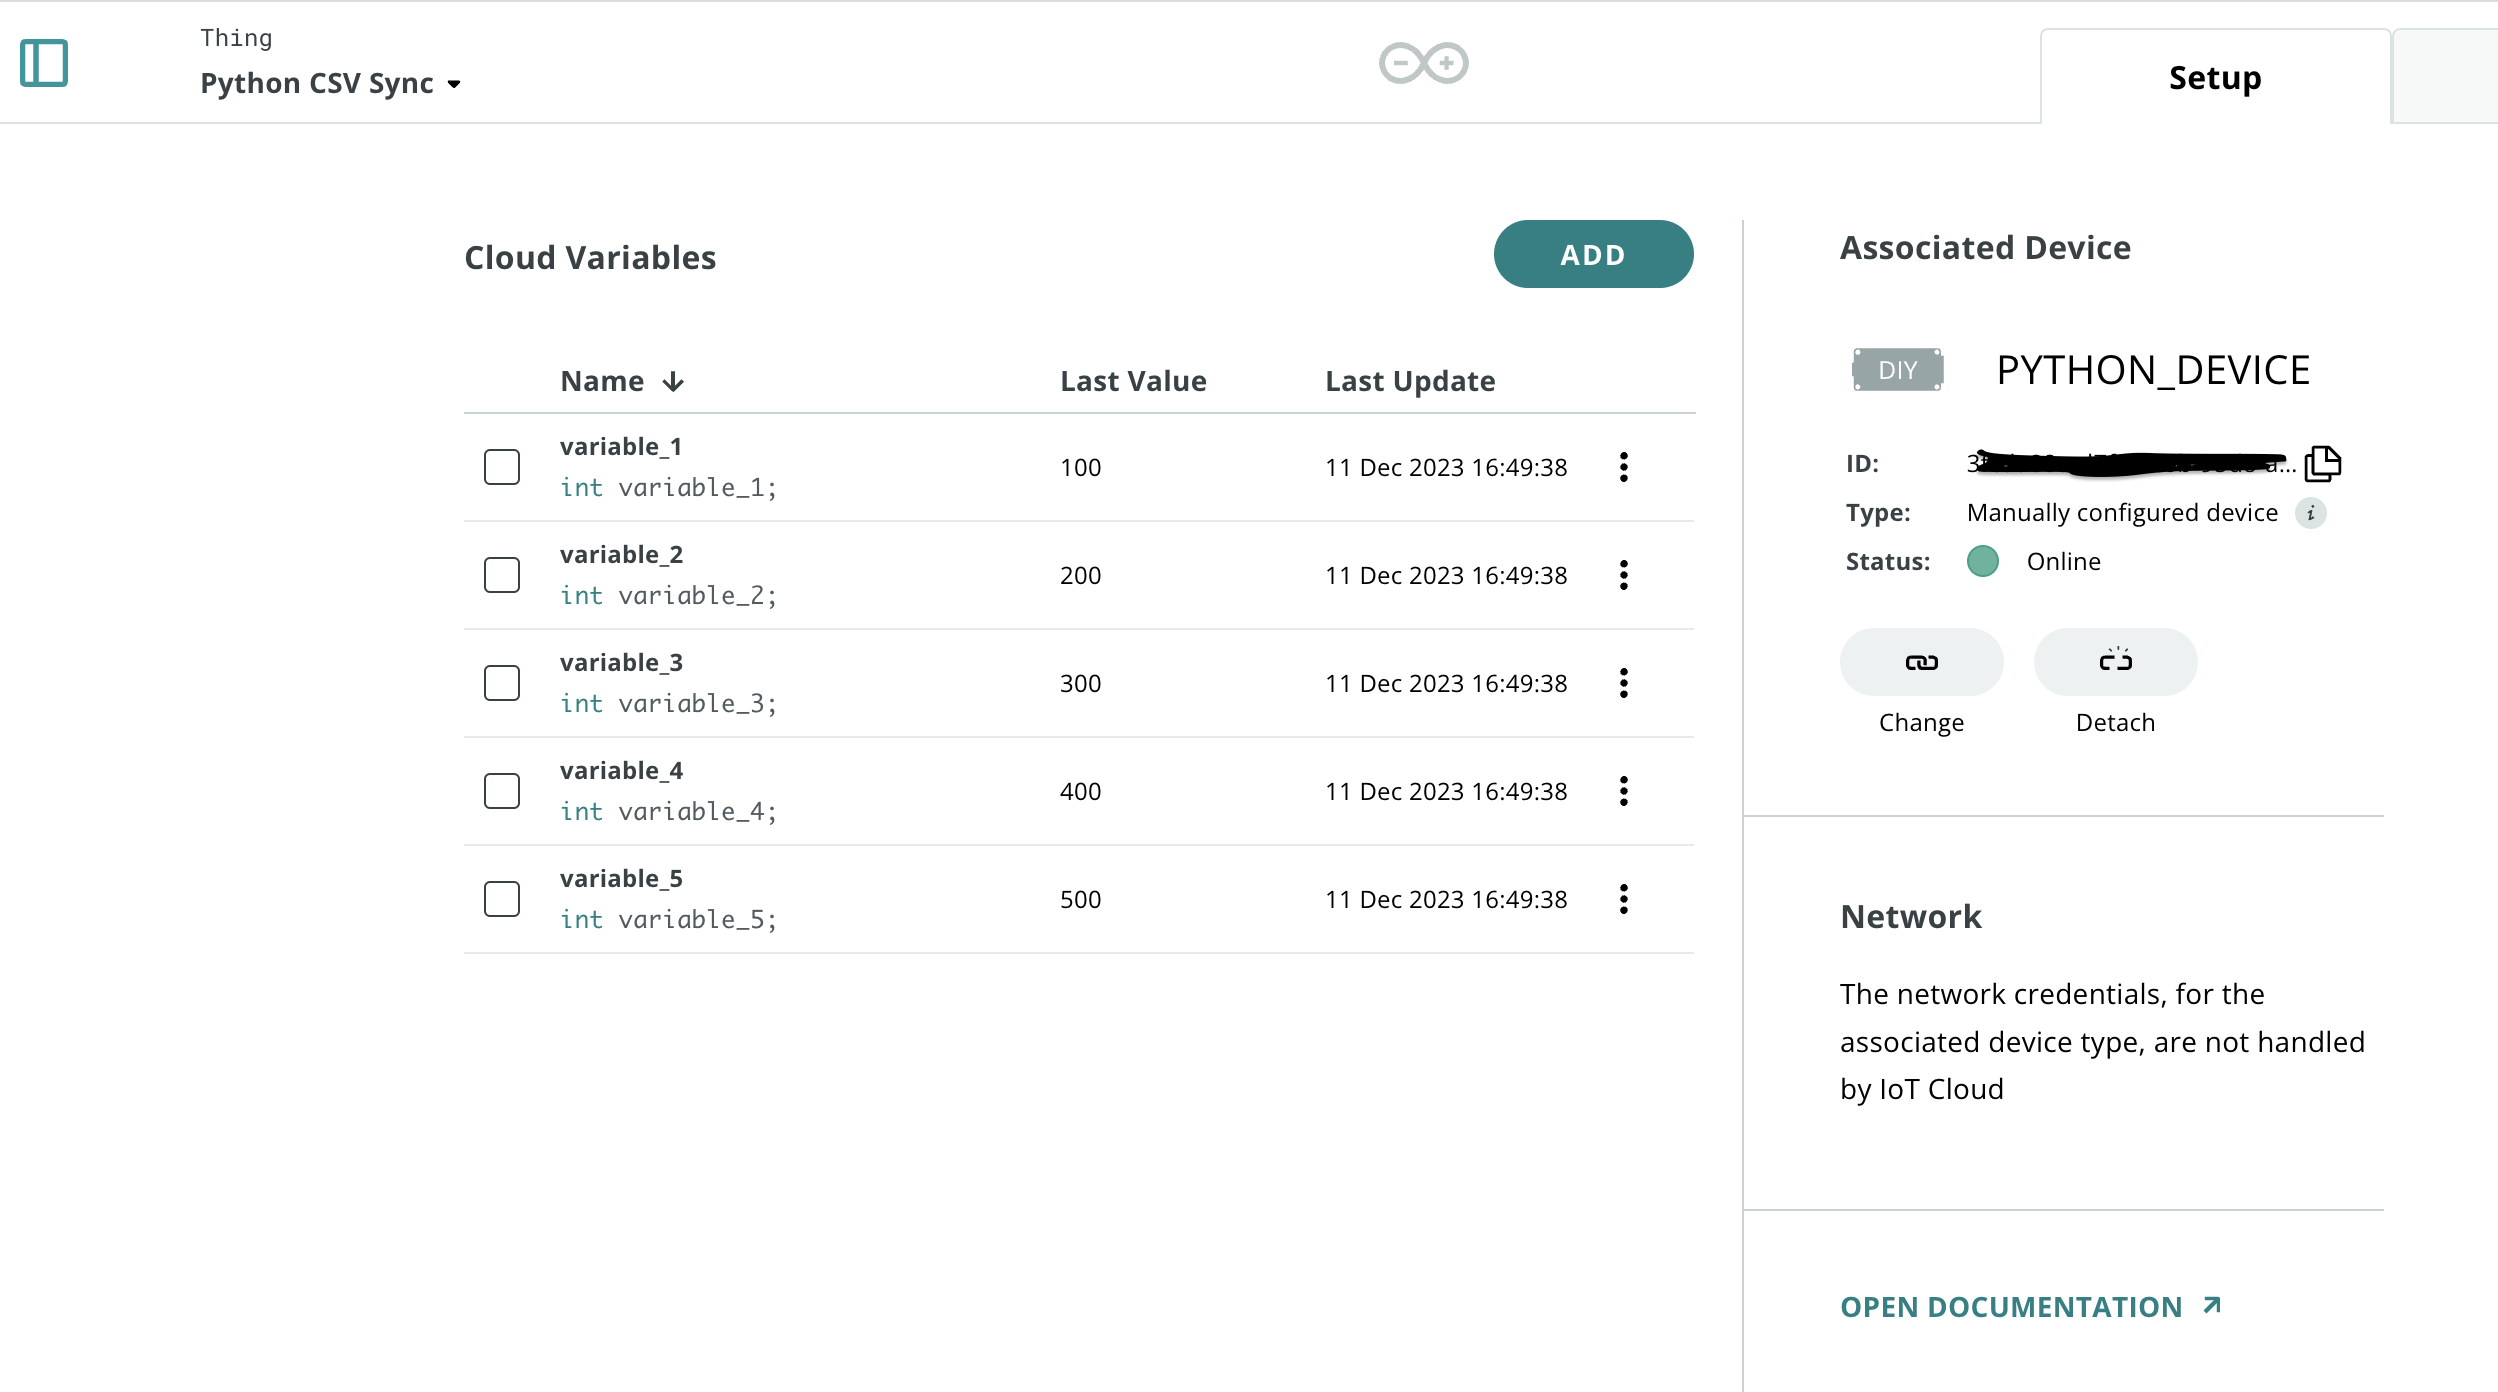 Thing
Python CSV Sync
Setup
Cloud Variables
ADD
Name Last Value Last Update
variable_1
int variable_1;
100
11 Dec 2023 16:49:38
variable_2
int variable_2;
200
11 Dec 2023 16:49:38
variable_3
int variable_3;
300
11 Dec 2023 16:49:38
variable_4
int variable_4;
400
11 Dec 2023 16:49:38
variable_5
int variable_5;
500
11 Dec 2023 16:49:38
Associated Device
DIY PYTHON_DEVICE
ID:
Type: Manually configured device i
Status: Online
Change
Detach
Network
The network credentials, for the
associated device type, are not handled
by IoT Cloud
OPEN DOCUMENTATION